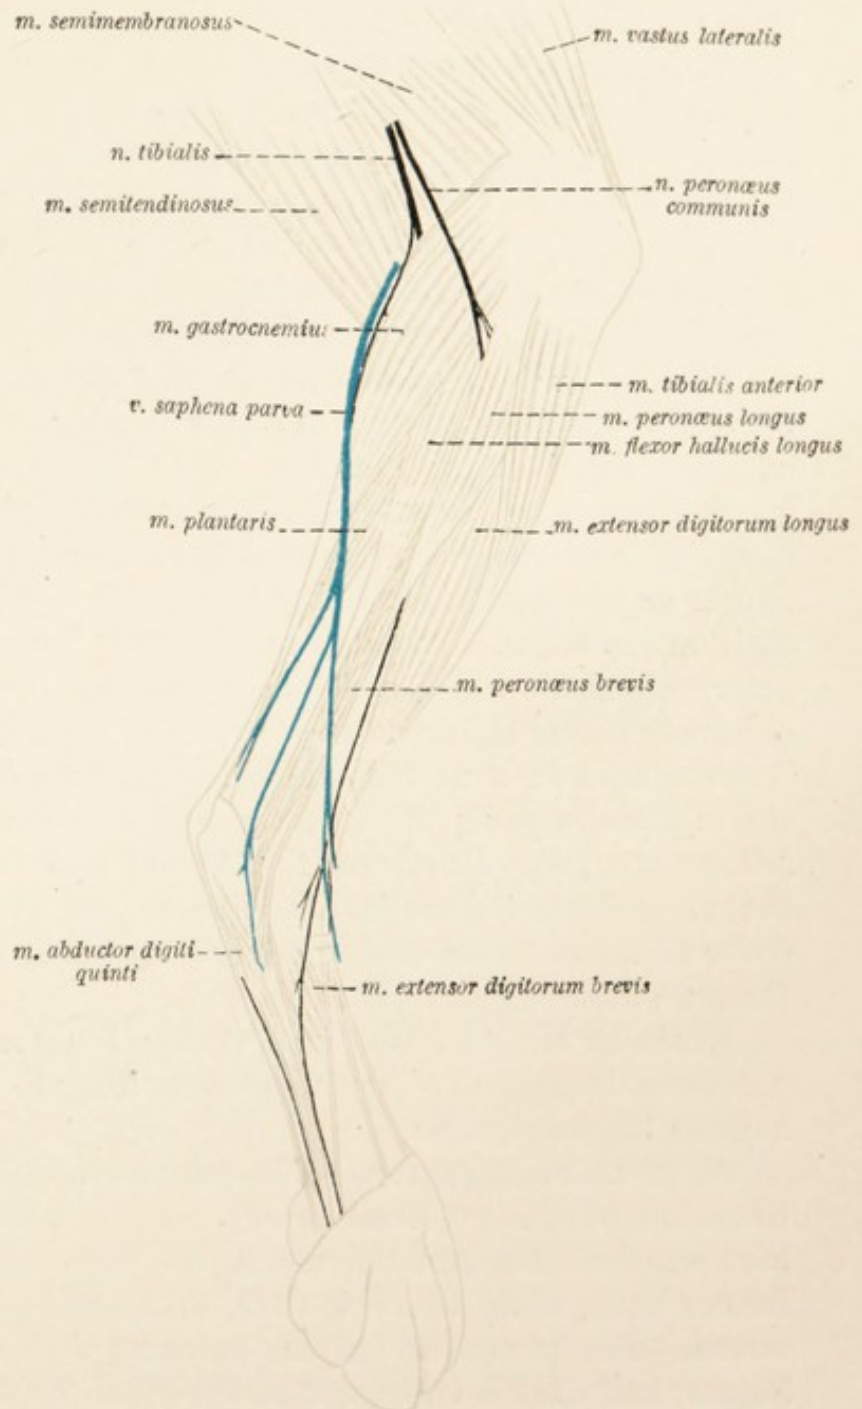 m. semimembranosus
m. vastus lateralis
n. tibialis
n. peronæus
communis
m. semitendinosus
m. gastrocnemius
v. saphena parva
m. tibialis anterior
m. peronæus longus
m. flexor hallucis longus
m. plantaris
m. extensor digitorum longus
m. peronæus brevis
m. abductor digiti
quinti
m. extensor digitorum brevis